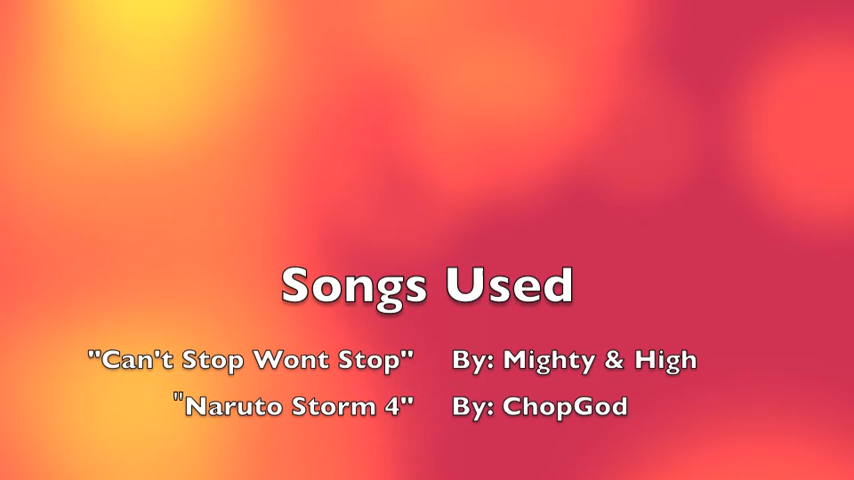 Songs Used
"Can't Stop Wont Stop" By: Mighty & High
"Naruto Storm 4" By: ChopGod